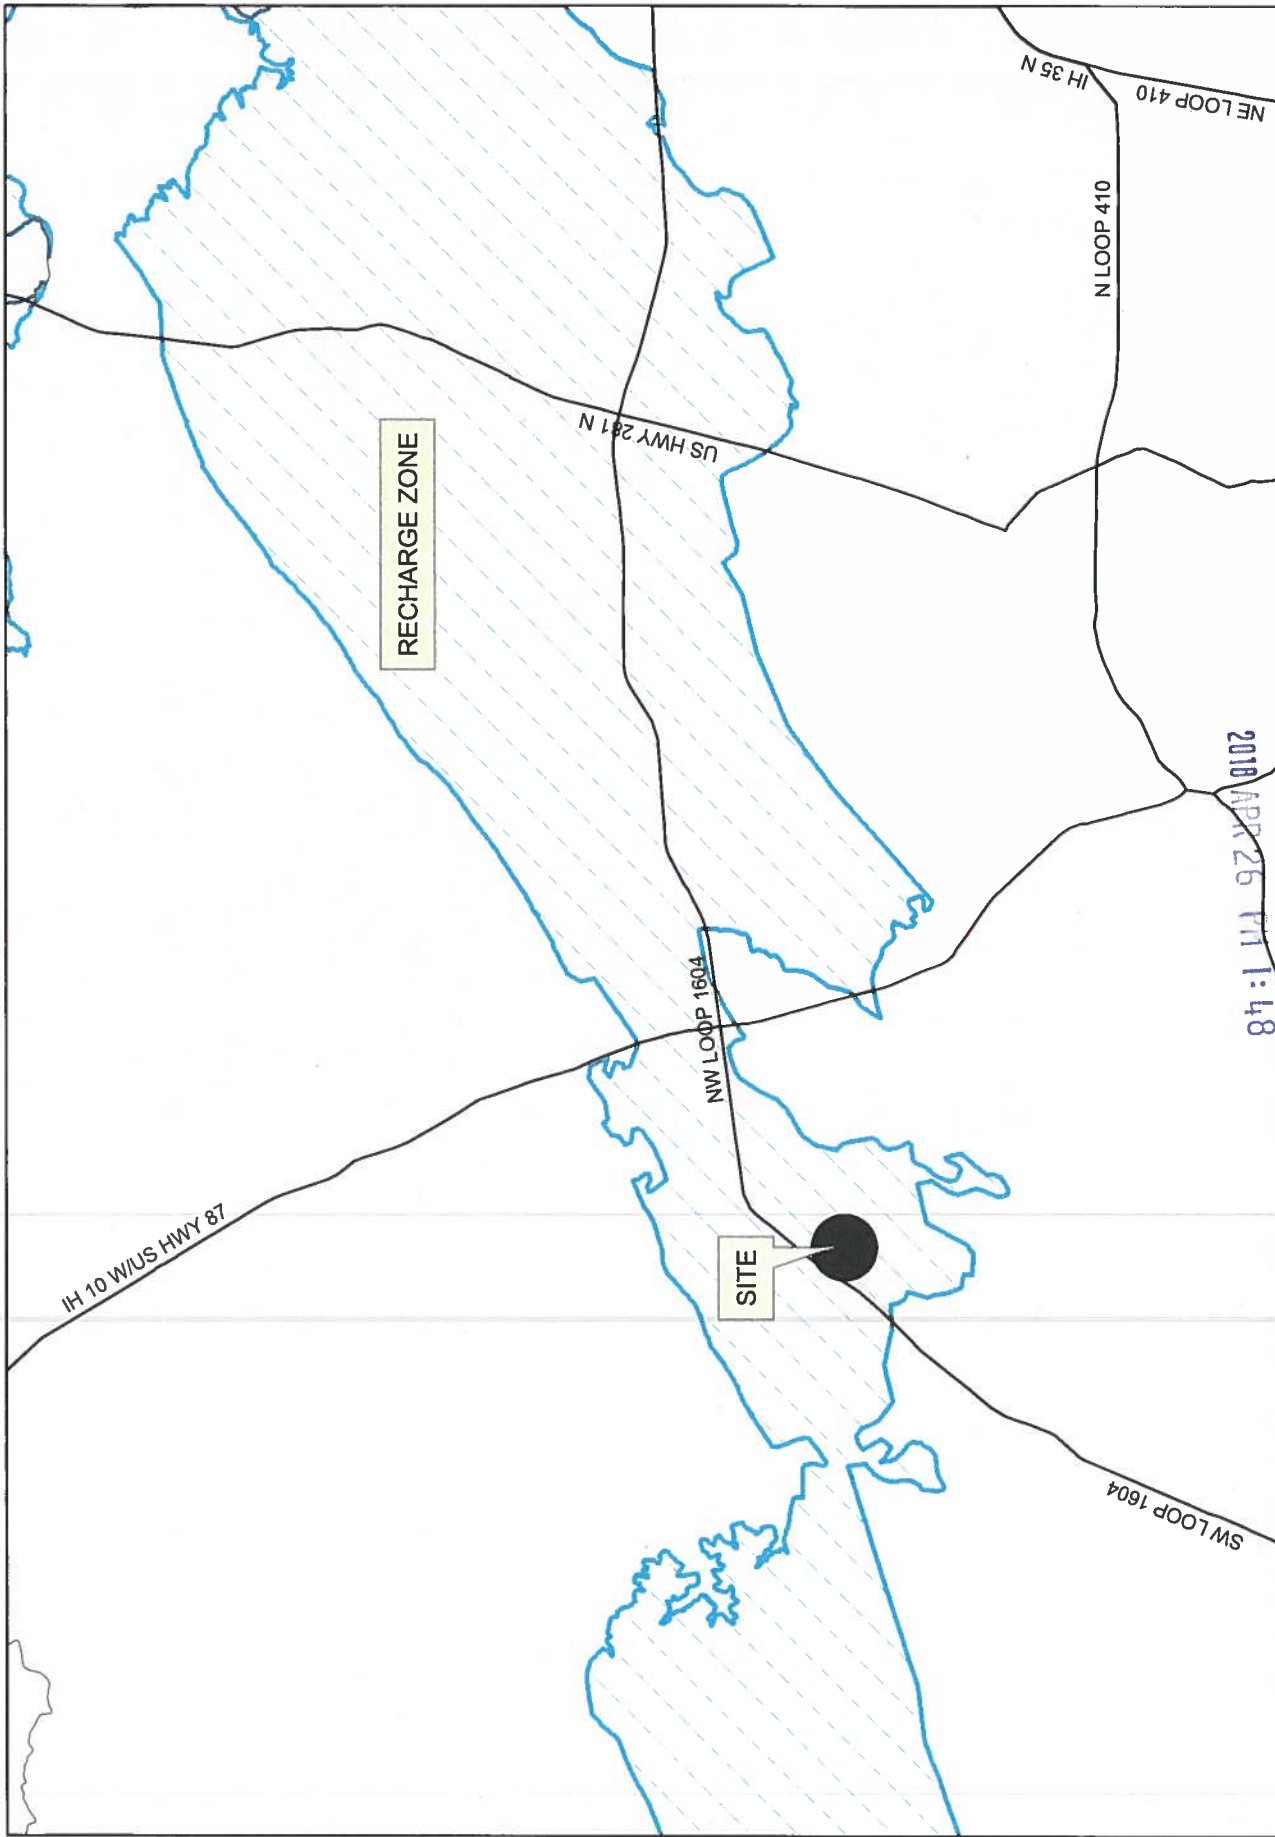 IH 35 N
NE LOOP 410
N LOOP 410
US HWY 281 N
RECHARGE ZONE
2018 APR 26 PM 1:48
NW LOOP 1604
IH 10 W/US HWY 87
SITE
SW LOOP 1604